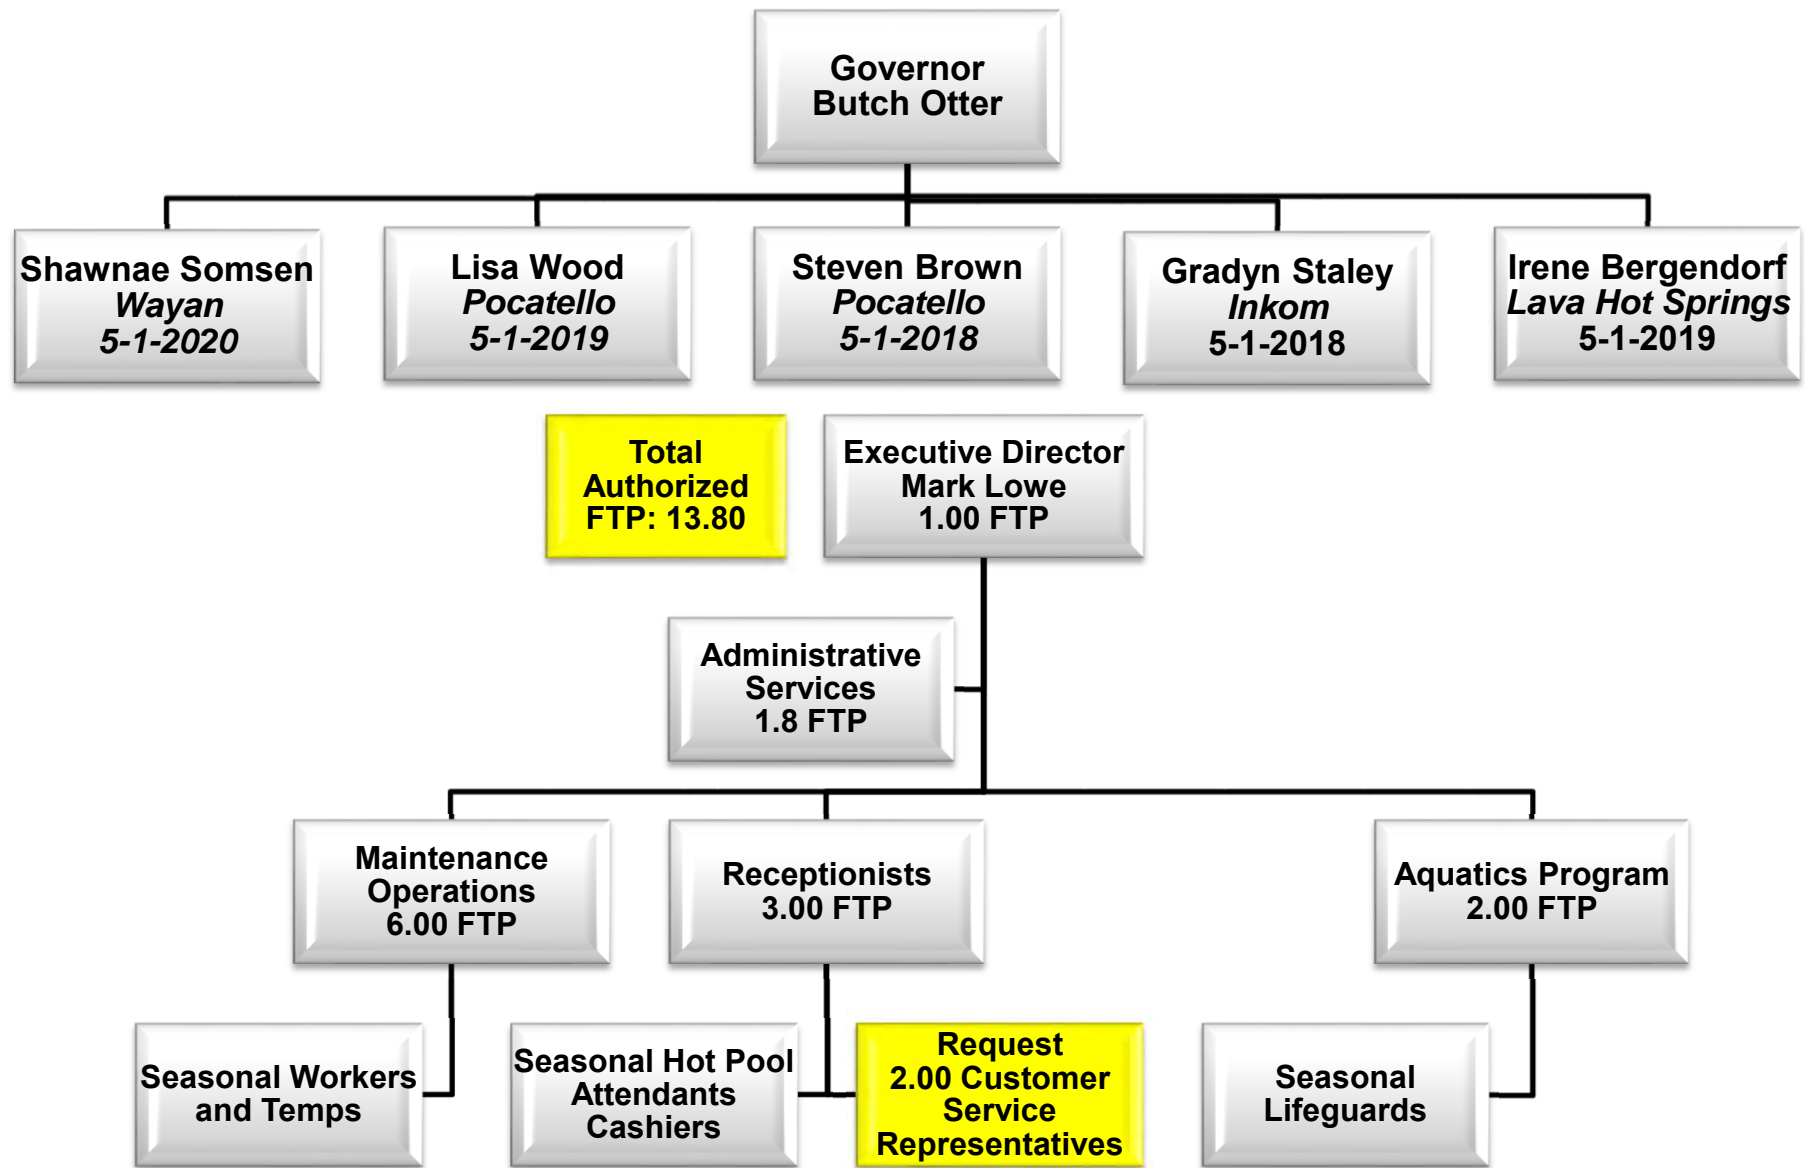 Governor
Butch Otter
Shawnae Somsen
Wayan
5-1-2020
Lisa Wood
Pocatello
5-1-2019
Steven Brown
Pocatello
5-1-2018
Gradyn Staley
Inkom
5-1-2018
Irene Bergendorf
Lava Hot Springs
5-1-2019
Total
Authorized
FTP: 13.80
Executive Director
Mark Lowe
1.00 FTP
Administrative
Services
1.8 FTP
Maintenance
Operations
6.00 FTP
Receptionists
3.00 FTP
Aquatics Program
2.00 FTP
Seasonal Workers
and Temps
Seasonal Hot Pool
Attendants
Cashiers
Request
2.00 Customer
Service
Representatives
Seasonal
Lifeguards